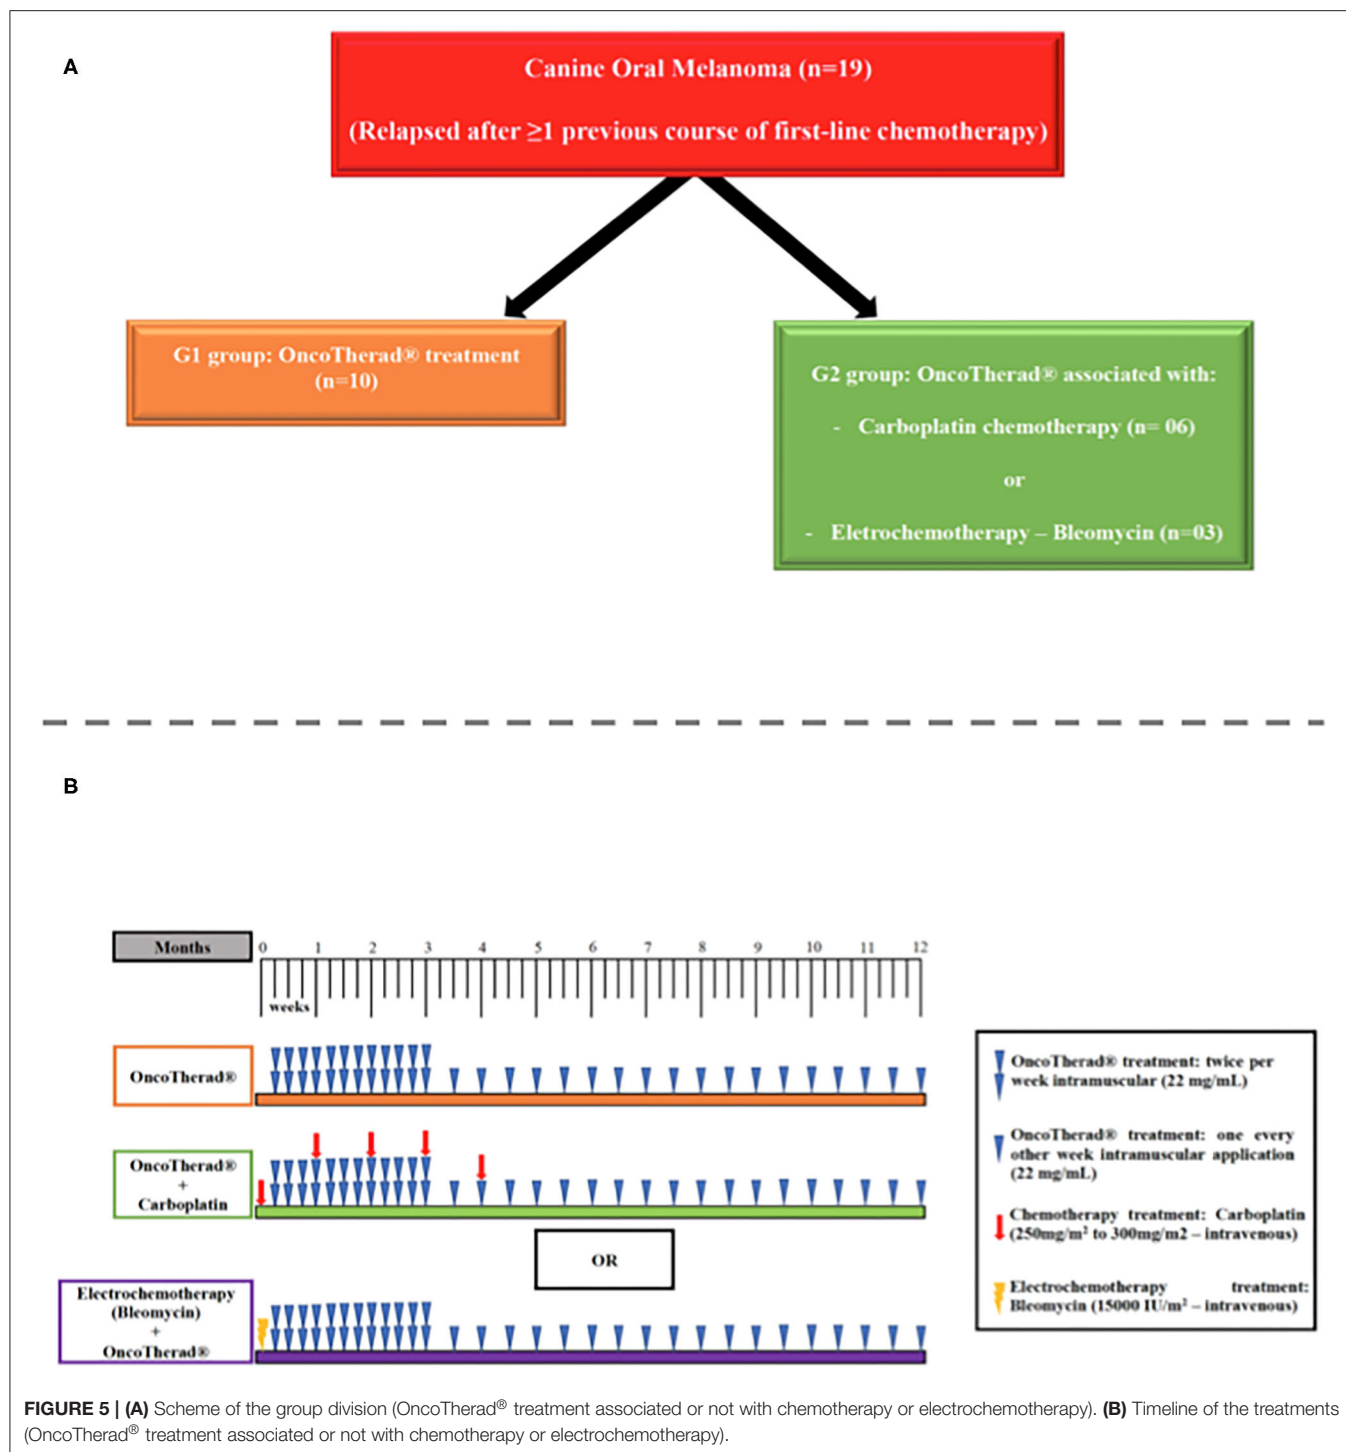 A
Canine Oral Melanoma (n=19)
(Relapsed after ≥1 previous course of first-line chemotherapy)
G1 group: OncoTherad® treatment
(n=10)
G2 group: OncoTherad® associated with:
- Carboplatin chemotherapy (n= 06)
or
- Eletrochemotherapy – Bleomycin (n=03)
B
Months
0 1 2 3 4 5 6 7 8 9 10 11 12
weeks
OncoTherad®
OncoTherad®
+
Carboplatin
OR
Electrochemotherapy
(Bleomycin)
+
OncoTherad®
OncoTherad® treatment: twice per
week intramuscular (22 mg/mL)
OncoTherad® treatment: one every
other week intramuscular application
(22 mg/mL)
Chemotherapy treatment: Carboplatin
(250mg/m² to 300mg/m2 – intravenous)
Electrochemotherapy treatment:
Bleomycin (15000 IU/m² – intravenous)
FIGURE 5 | (A) Scheme of the group division (OncoTherad® treatment associated or not with chemotherapy or electrochemotherapy). (B) Timeline of the treatments
(OncoTherad® treatment associated or not with chemotherapy or electrochemotherapy).